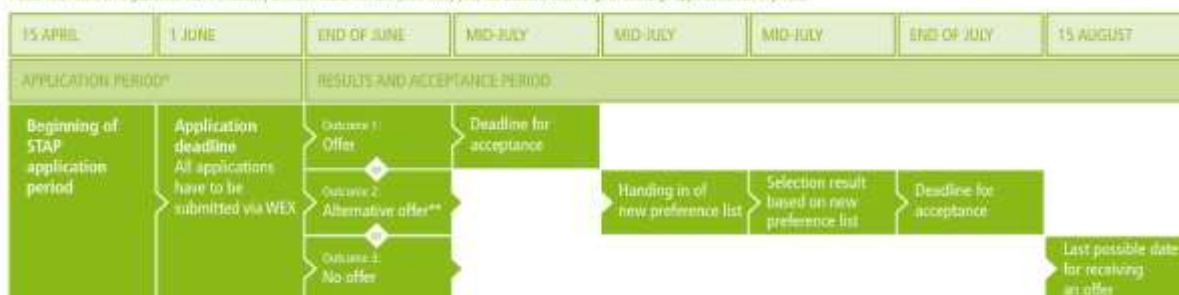 15 APRIL
1 JUNE
END OF JUNE
MID-JULY
MID-JULY
MID-JULY
END OF JULY
15 AUGUST
APPLICATION PERIOD*
RESULTS AND ACCEPTANCE PERIOD
Beginning of
STAP
application
period
Application
deadline
All applications
have to be
submitted via WEX
Outcome 1:
Offer
or
Outcome 2:
Alternative offer**
or
Outcome 3:
No offer
Deadline for
acceptance
Handing in of
new preference list
Selection result
based on new
preference list
Deadline for
acceptance
Last possible date
for receiving
an offer